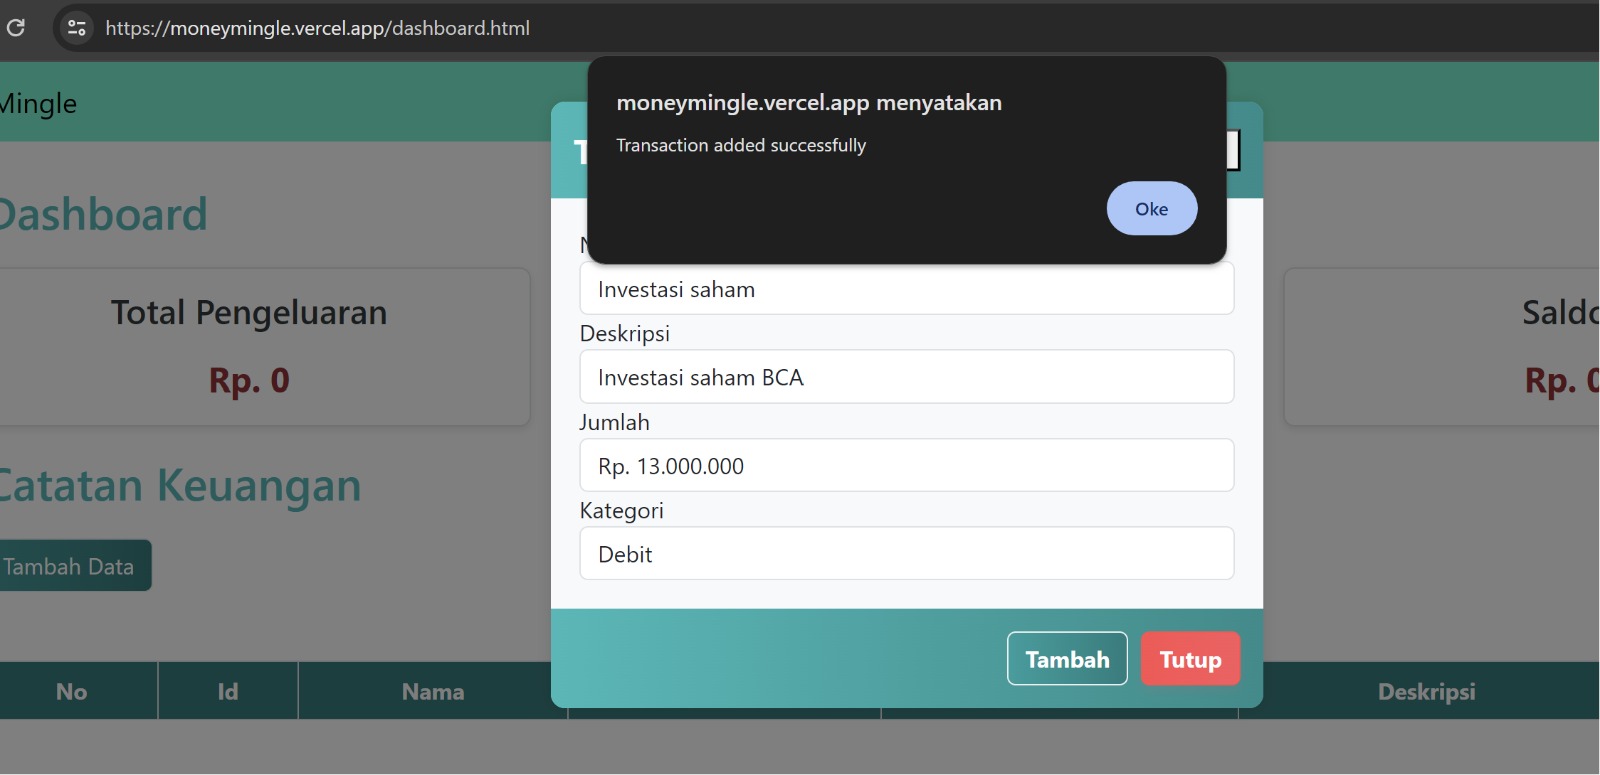 https://moneymingle.vercel.app/dashboard.html
Mingle
moneymingle.vercel.app menyatakan
Transaction added successfully
Oke
Dashboard
Total Pengeluaran
Rp. 0
Saldo
Rp. 0
Investasi saham
Deskripsi
Investasi saham BCA
Jumlah
Rp. 13.000.000
Kategori
Debit
Tambah Tutup
Catatan Keuangan
Tambah Data
No Id Nama Deskripsi